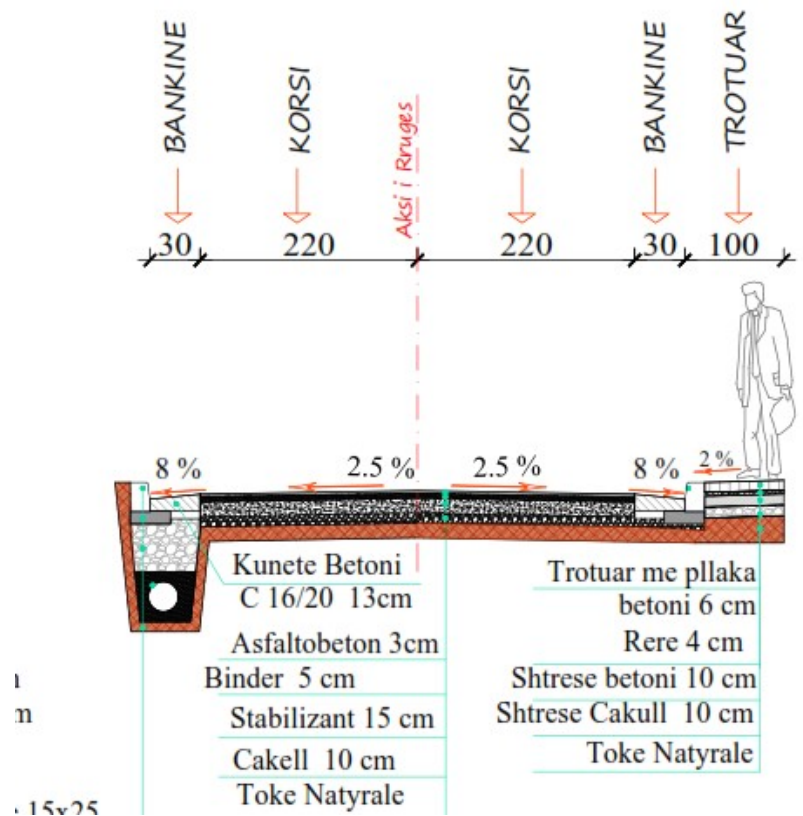 BANKINE
KORSI
Aksi i Rruges
KORSI
BANKINE
TROTUAR
30 220 220 30 100
8 % 2.5 % 2.5 % 8 % 2 %
Kunete Betoni
C 16/20 13cm
Asfaltobeton 3cm
Binder 5 cm
Stabilizant 15 cm
Cakell 10 cm
Toke Natyrale
Trotuar me pllaka
betoni 6 cm
Rere 4 cm
Shtrese betoni 10 cm
Shtrese Cakull 10 cm
Toke Natyrale
m
15x25